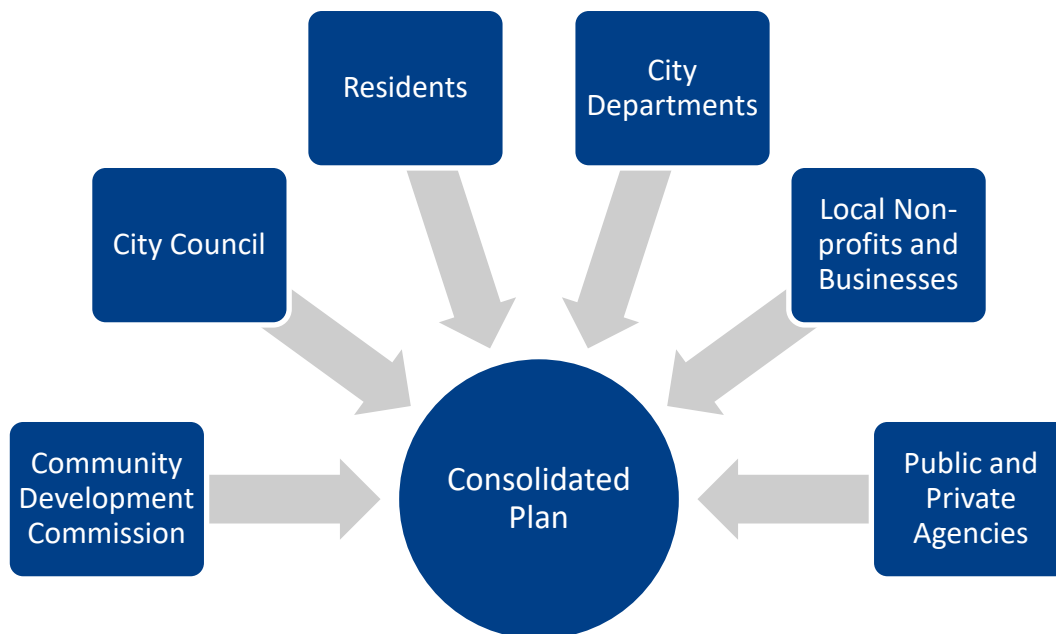 Residents
City
Departments
City Council
Local Non-
profits and
Businesses
Community
Development
Commission
Consolidated
Plan
Public and
Private
Agencies